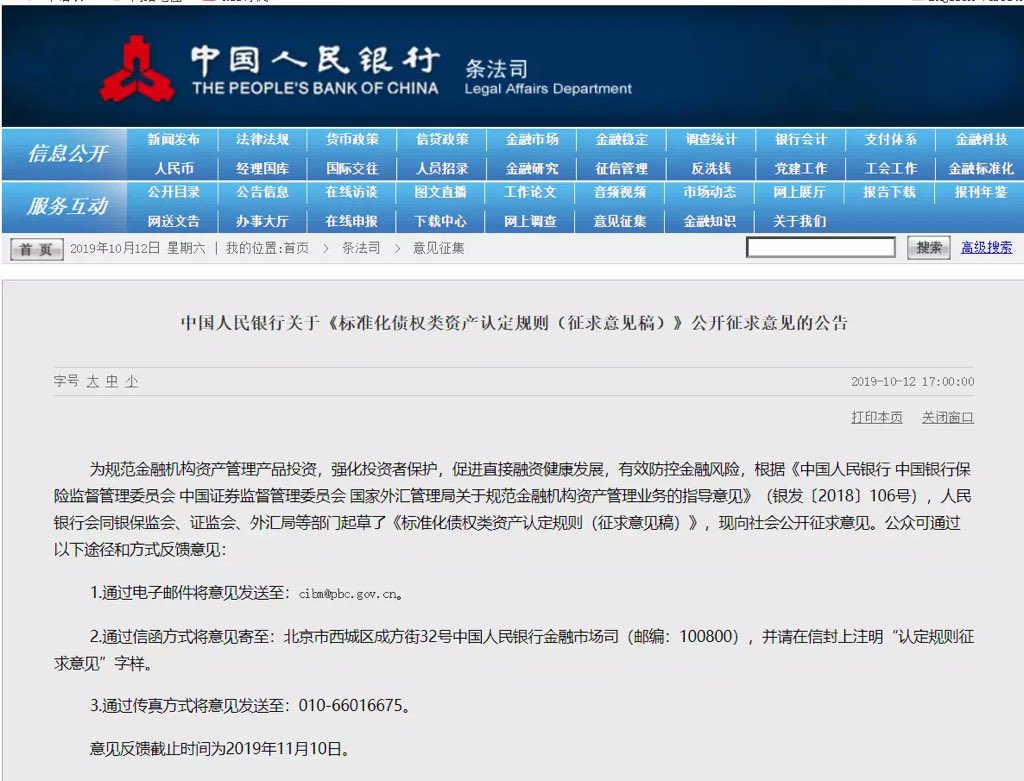 中国人民银行 条法司
THE PEOPLE'S BANK OF CHINA Legal Affairs Department
信息公开
新闻发布 法律法规 货币政策 信贷政策 金融市场 金融稳定 调查统计 银行会计 支付体系 金融科技
人民币 经理国库 国际交往 人员招录 金融研究 征信管理 反洗钱 党建工作 工会工作 金融标准化
服务互动
公开目录 公告信息 在线访谈 图文直播 工作论文 音频视频 市场动态 网上展厅 报告下载 报刊年鉴
网送文告 办事大厅 在线申报 下载中心 网上调查 意见征集 金融知识 关于我们
首 页 2019年10月12日 星期六 | 我的位置:首页 > 条法司 > 意见征集 搜索 高级搜索
中国人民银行关于《标准化债权类资产认定规则（征求意见稿）》公开征求意见的公告
字号 大 中 小 2019-10-12 17:00:00
打印本页 关闭窗口
为规范金融机构资产管理产品投资，强化投资者保护，促进直接融资健康发展，有效防控金融风险，根据《中国人民银行 中国银行保
险监督管理委员会 中国证券监督管理委员会 国家外汇管理局关于规范金融机构资产管理业务的指导意见》（银发〔2018〕106号），人民
银行会同银保监会、证监会、外汇局等部门起草了《标准化债权类资产认定规则（征求意见稿）》，现向社会公开征求意见。公众可通过
以下途径和方式反馈意见：
1.通过电子邮件将意见发送至：cibm@pbc.gov.cn。
2.通过信函方式将意见寄至：北京市西城区成方街32号中国人民银行金融市场司（邮编：100800），并请在信封上注明“认定规则征
求意见”字样。
3.通过传真方式将意见发送至：010-66016675。
意见反馈截止时间为2019年11月10日。